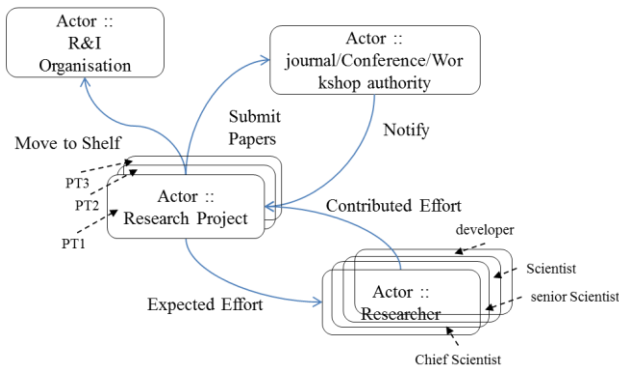 Actor ::
R&I
Organisation
Actor ::
journal/Conference/Wor
kshop authority
Submit
Papers
Notify
Move to Shelf
PT3
PT2
PT1
Actor ::
Research Project
Contributed Effort
developer
Scientist
senior Scientist
Actor ::
Researcher
Expected Effort
Chief Scientist